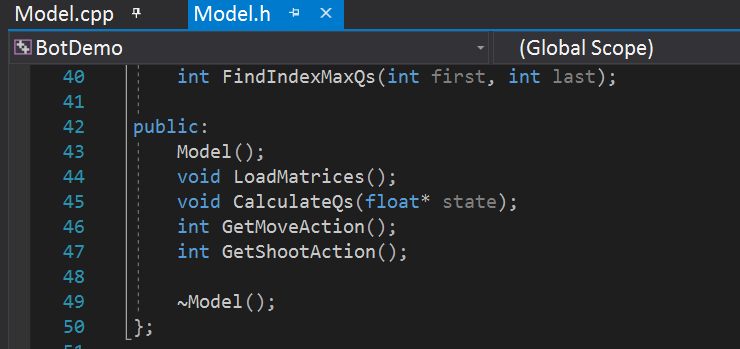 Model.cpp Model.h
BotDemo (Global Scope)
40 int FindIndexMaxQs(int first, int last);
41
42 public:
43 Model();
44 void LoadMatrices();
45 void CalculateQs(float* state);
46 int GetMoveAction();
47 int GetShootAction();
48
49 ~Model();
50 };
51